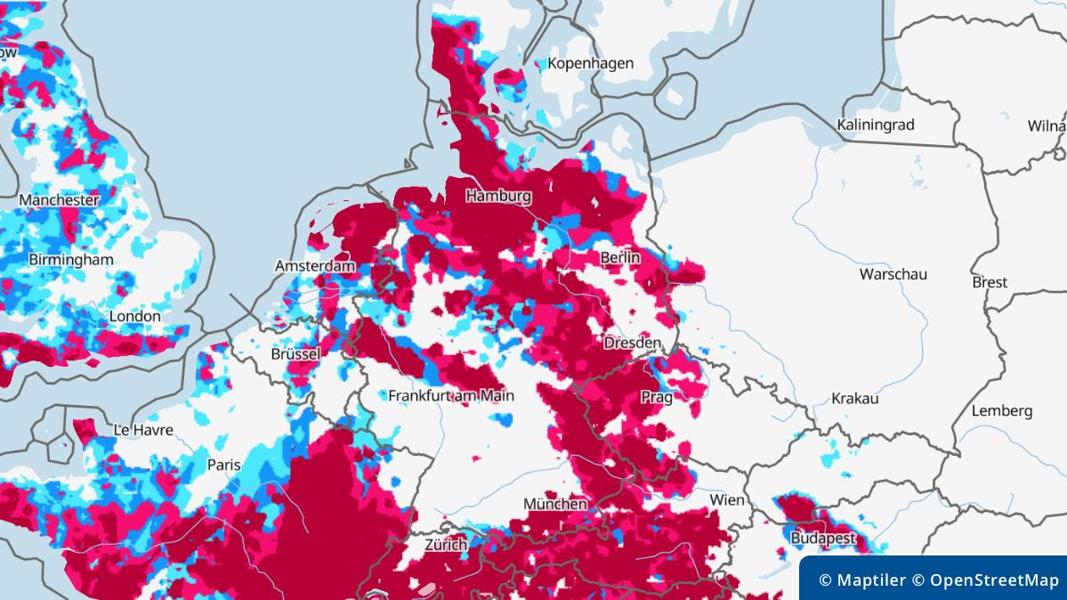 ow
Kopenhagen
Kaliningrad
Wilna
Manchester
Hamburg
Birmingham
Amsterdam
Berlin
Warschau
Brest
London
Brüssel
Dresden
Frankfurt am Main
Prag
Krakau
Lemberg
Le Havre
Paris
München
Wien
Zürich
Budapest
© Maptiler © OpenStreetMap